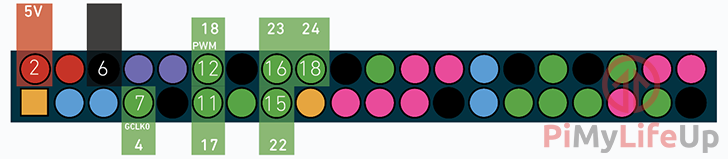 5V
18 23 24
PWM
2 6 12 16 18
7 11 15
GCLK0
4 17 22
PiMyLifeUp